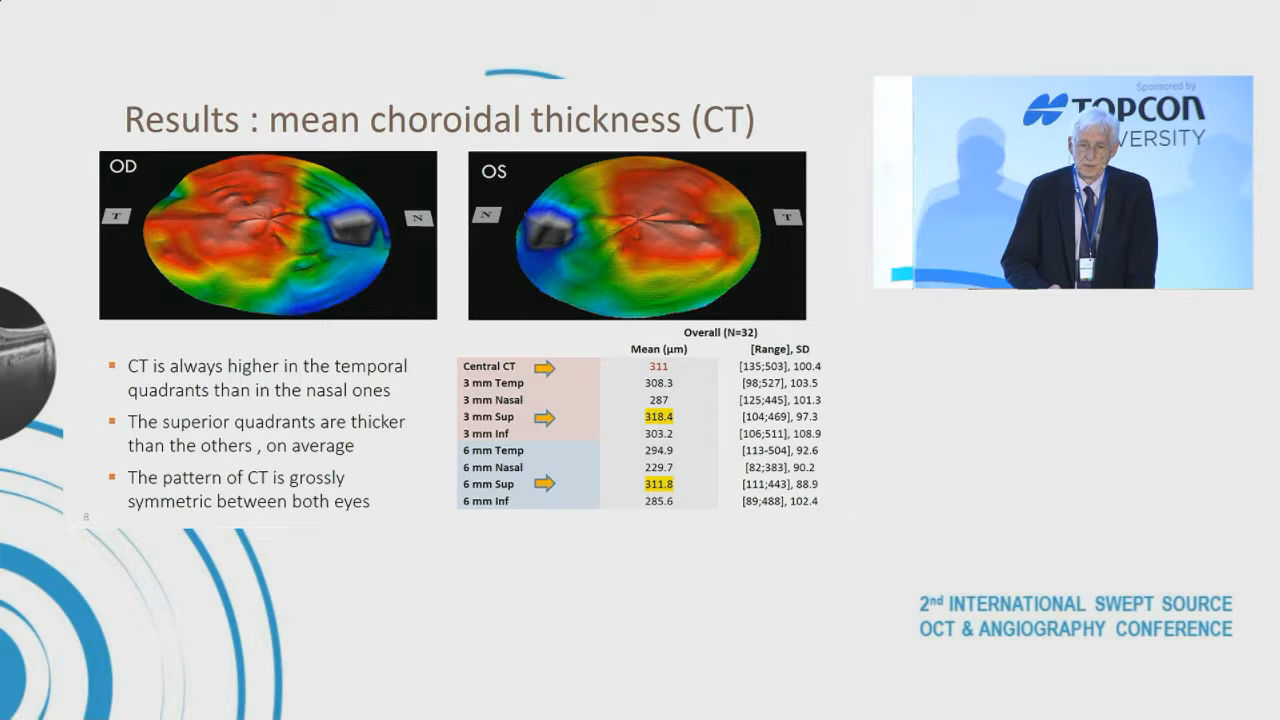 Results : mean choroidal thickness (CT)
OD
T
N
OS
N
T
CT is always higher in the temporal
quadrants than in the nasal ones
The superior quadrants are thicker
than the others , on average
The pattern of CT is grossly
symmetric between both eyes
8
Overall (N=32)
Mean (µm) [Range], SD
Central CT 311 [135;503], 100.4
3 mm Temp 308.3 [98;527], 103.5
3 mm Nasal 287 [125;445], 101.3
3 mm Sup 318.4 [104;469], 97.3
3 mm Inf 303.2 [106;511], 108.9
6 mm Temp 294.9 [113-504], 92.6
6 mm Nasal 229.7 [82;383], 90.2
6 mm Sup 311.8 [111;443], 88.9
6 mm Inf 285.6 [89;488], 102.4
Sponsored by
TOPCON
VERSITY
2nd INTERNATIONAL SWEPT SOURCE
OCT & ANGIOGRAPHY CONFERENCE